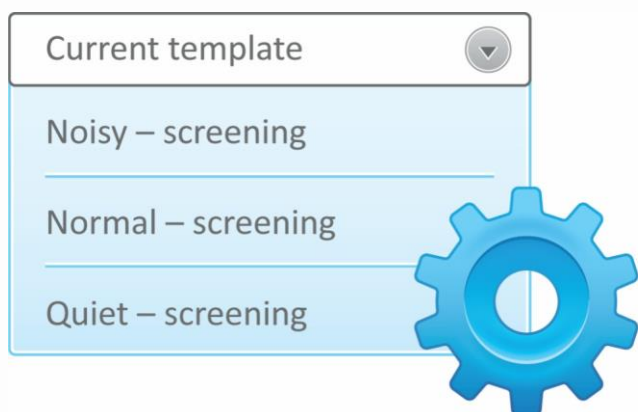 Current template
Noisy – screening
Normal – screening
Quiet – screening